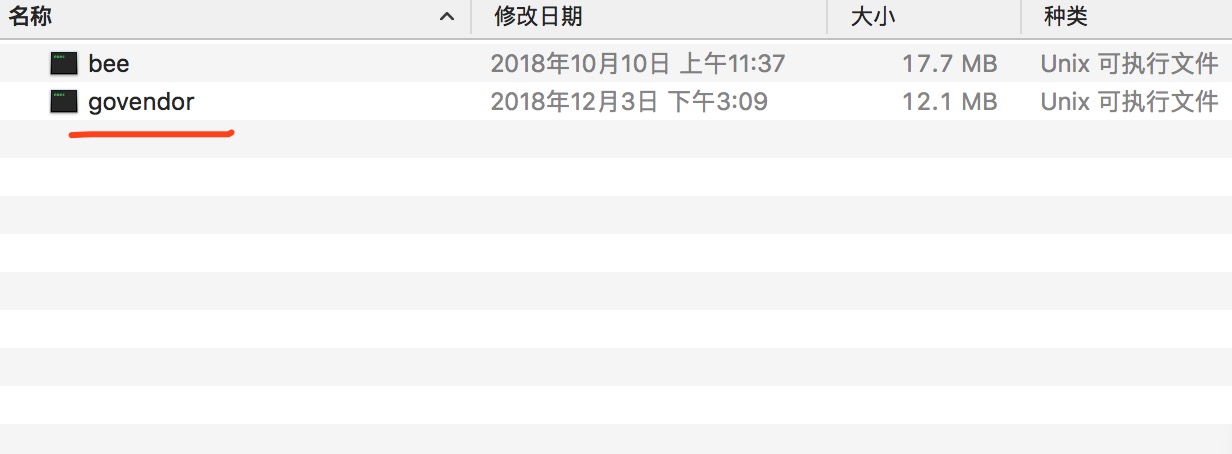 名称 修改日期 大小 种类
bee 2018年10月10日 上午11:37 17.7 MB Unix 可执行文件
govendor 2018年12月3日 下午3:09 12.1 MB Unix 可执行文件